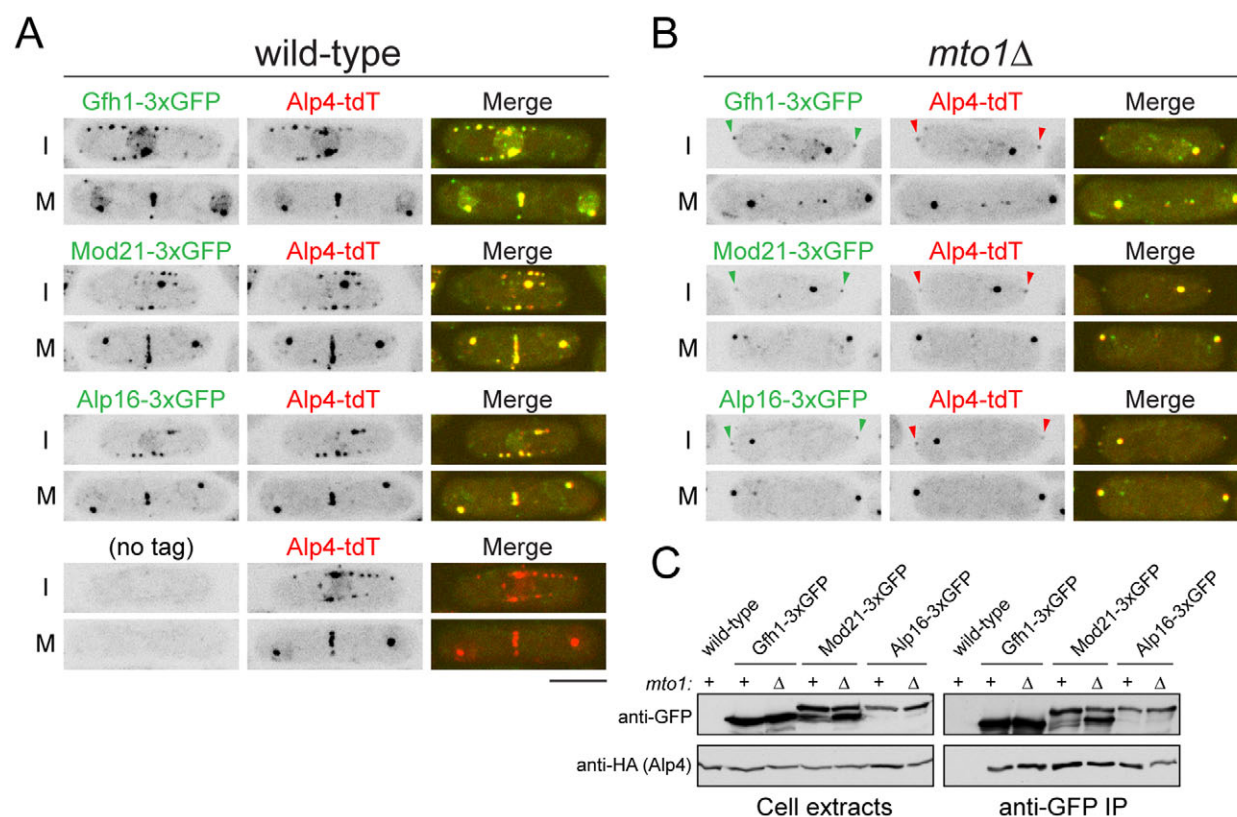 A
wild-type
Gfh1-3xGFP Alp4-tdT Merge
I
M
Mod21-3xGFP Alp4-tdT Merge
I
M
Alp16-3xGFP Alp4-tdT Merge
I
M
(no tag) Alp4-tdT Merge
I
M
B
mto1Δ
Gfh1-3xGFP Alp4-tdT Merge
I
M
Mod21-3xGFP Alp4-tdT Merge
I
M
Alp16-3xGFP Alp4-tdT Merge
I
M
C
wild-type Gfh1-3xGFP Mod21-3xGFP Alp16-3xGFP wild-type Gfh1-3xGFP Mod21-3xGFP Alp16-3xGFP
mto1: + + Δ + Δ + Δ + + Δ + Δ + Δ
anti-GFP
anti-HA (Alp4)
Cell extracts anti-GFP IP